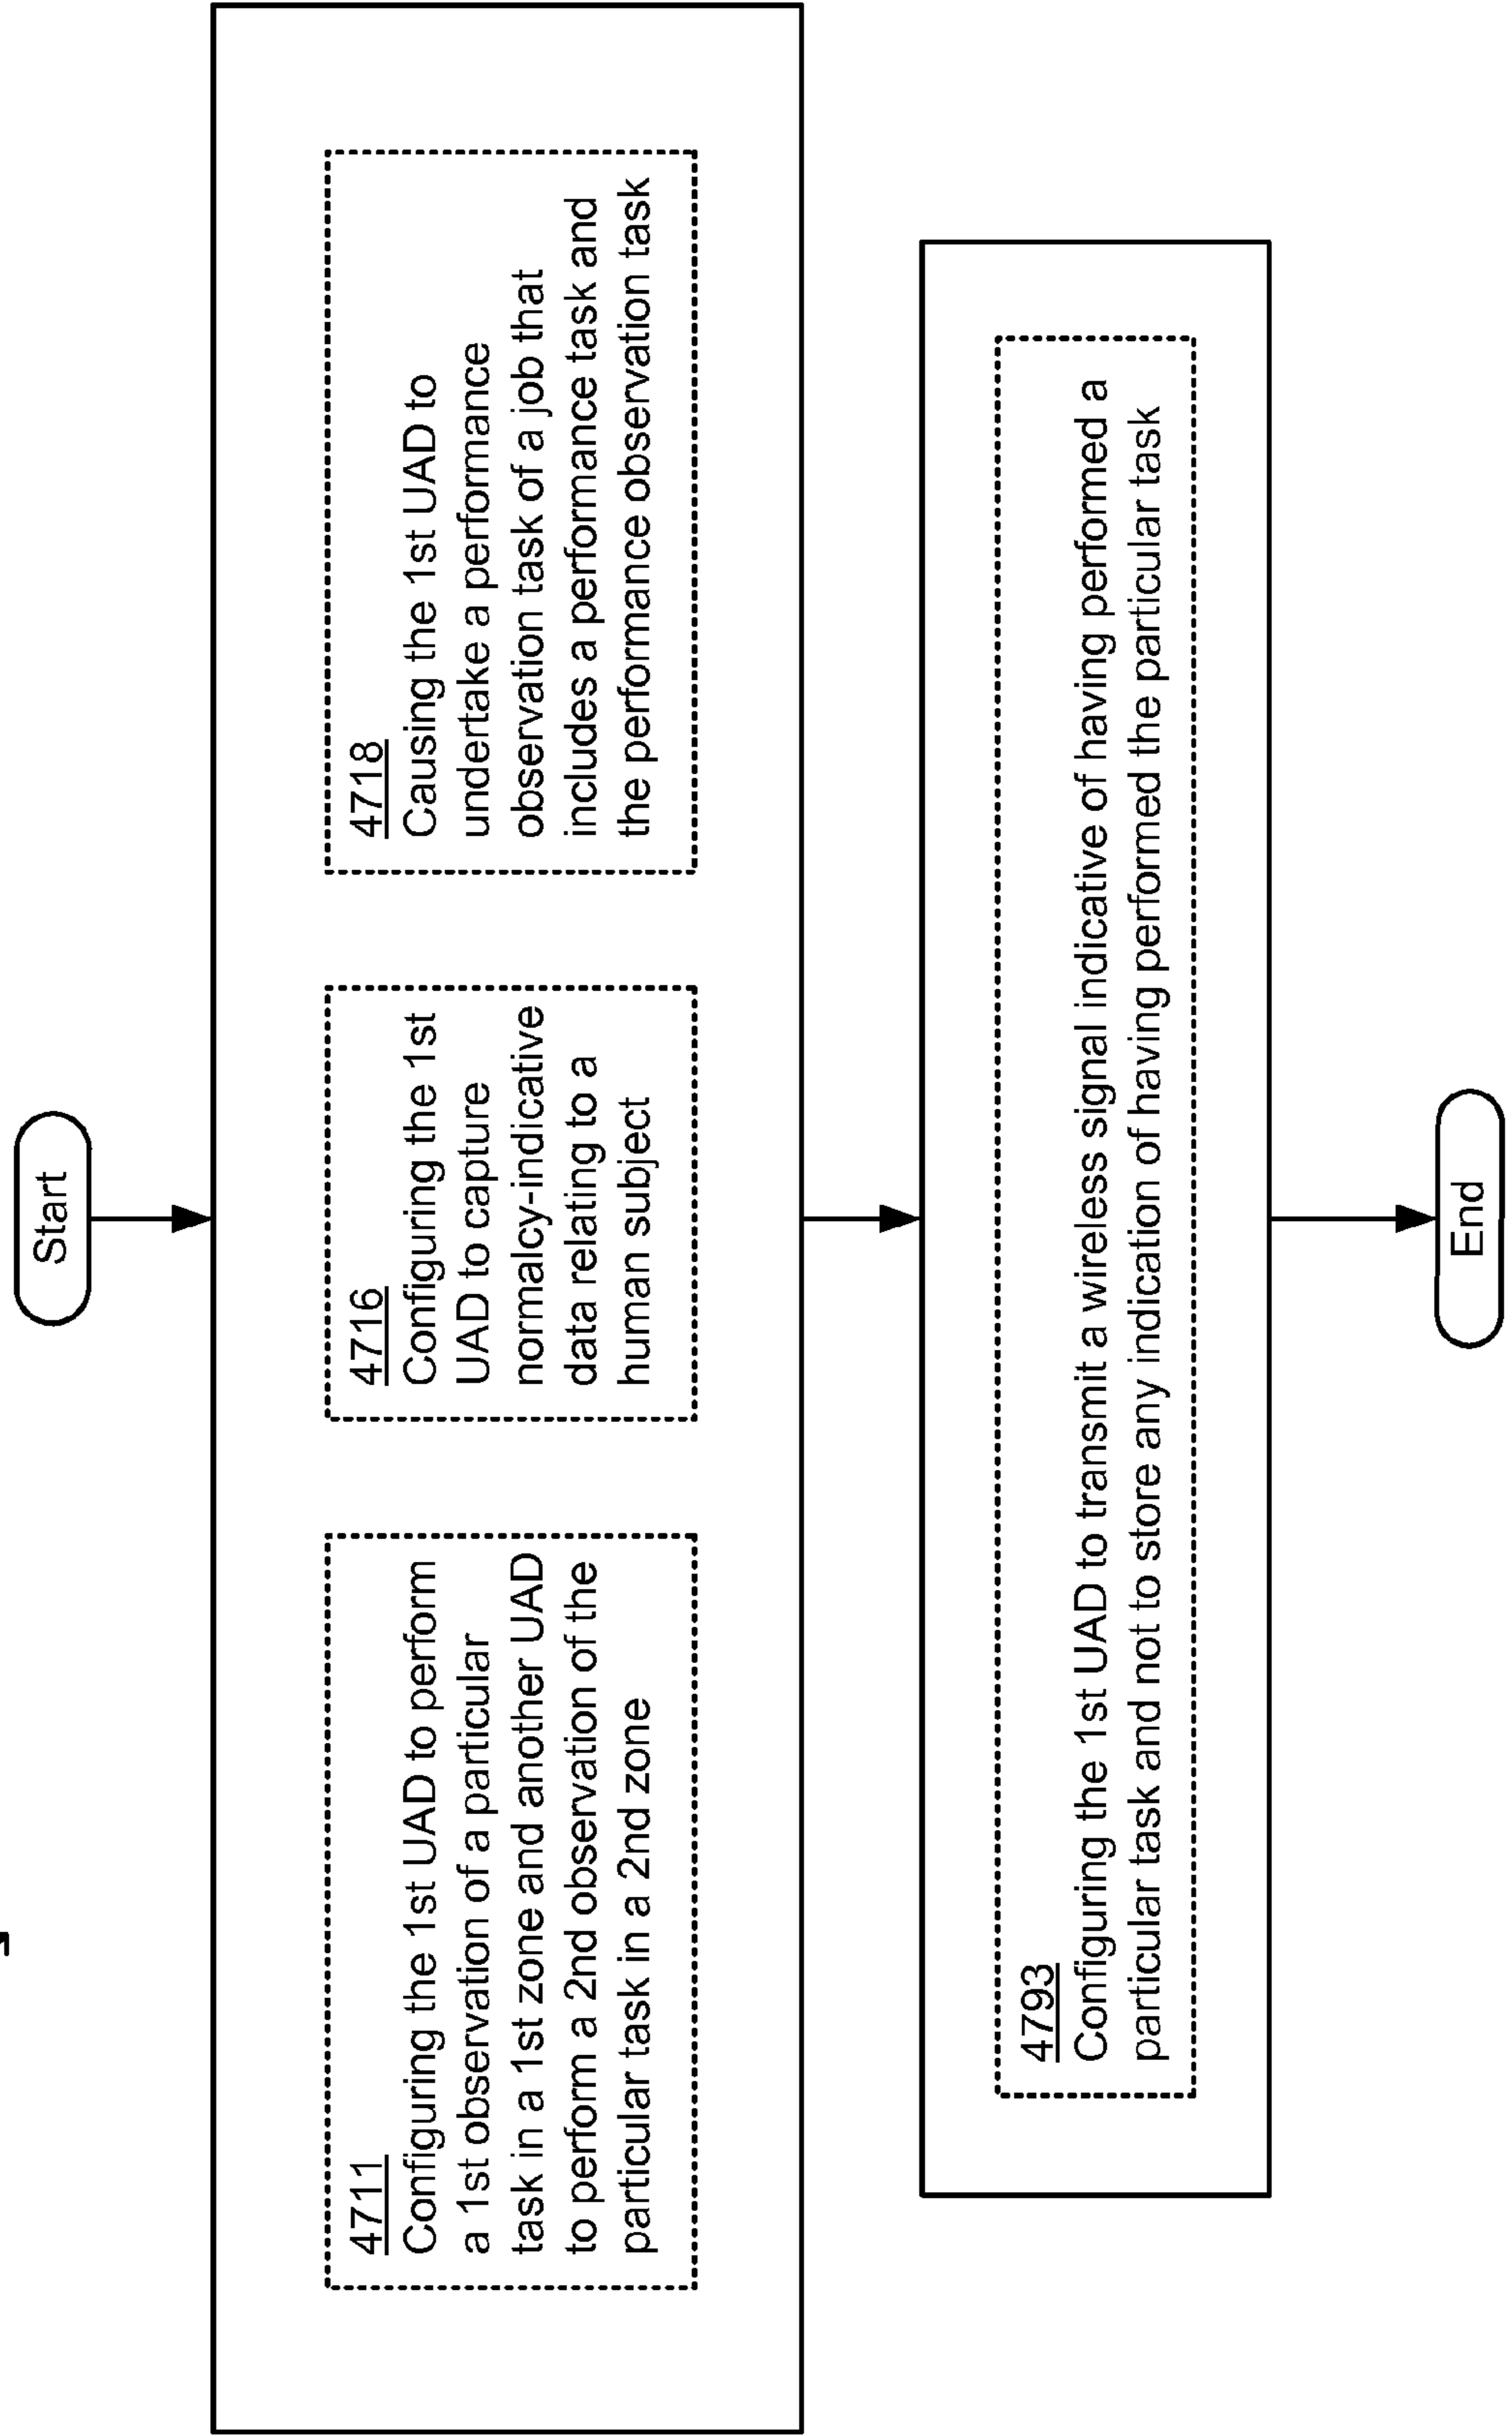 Start
4711
Configuring the 1st UAD to perform
a 1st observation of a particular
task in a 1st zone and another UAD
to perform a 2nd observation of the
particular task in a 2nd zone
4716
Configuring the 1st
UAD to capture
normalcy-indicative
data relating to a
human subject
4718
Causing the 1st UAD to
undertake a performance
observation task of a job that
includes a performance task and
the performance observation task
4793
Configuring the 1st UAD to transmit a wireless signal indicative of having performed a
particular task and not to store any indication of having performed the particular task
End